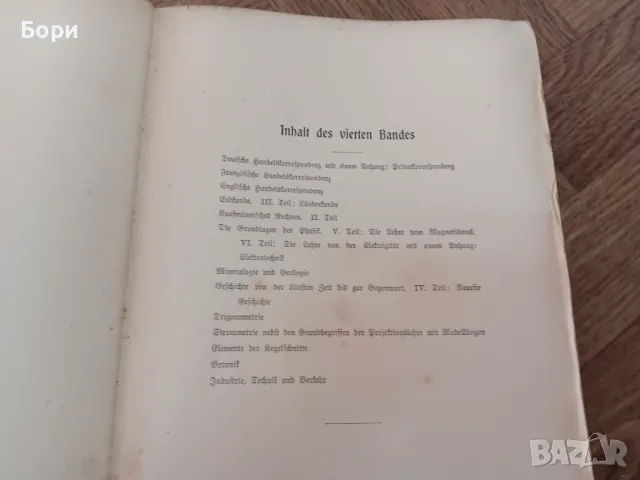 Бори
Inhalt des vierten Bandes
Deutsche Handelskorrespondenz mit einem Anhang: Privatkorrespondenz
Französische Handelskorrespondenz
Englische Handelskorrespondenz
Erdkunde. III. Teil: Länderkunde
Kaufmännisches Rechnen. II. Teil
Die Grundlagen der Physik. V. Teil: Die Lehre vom Magnetismus.
VI. Teil: Die Lehre von der Elektrizität mit einem Anhang:
Elektrotechnik
Mineralogie und Geologie
Geschichte von der ältesten Zeit bis zur Gegenwart. IV. Teil: Neueste
Geschichte
Trigonometrie
Stereometrie nebst den Grundbegriffen der Projektionslehre mit Modellbogen
Elemente der Kegelschnitte
Botanik
Industrie, Technik und Verkehr
BAZAR